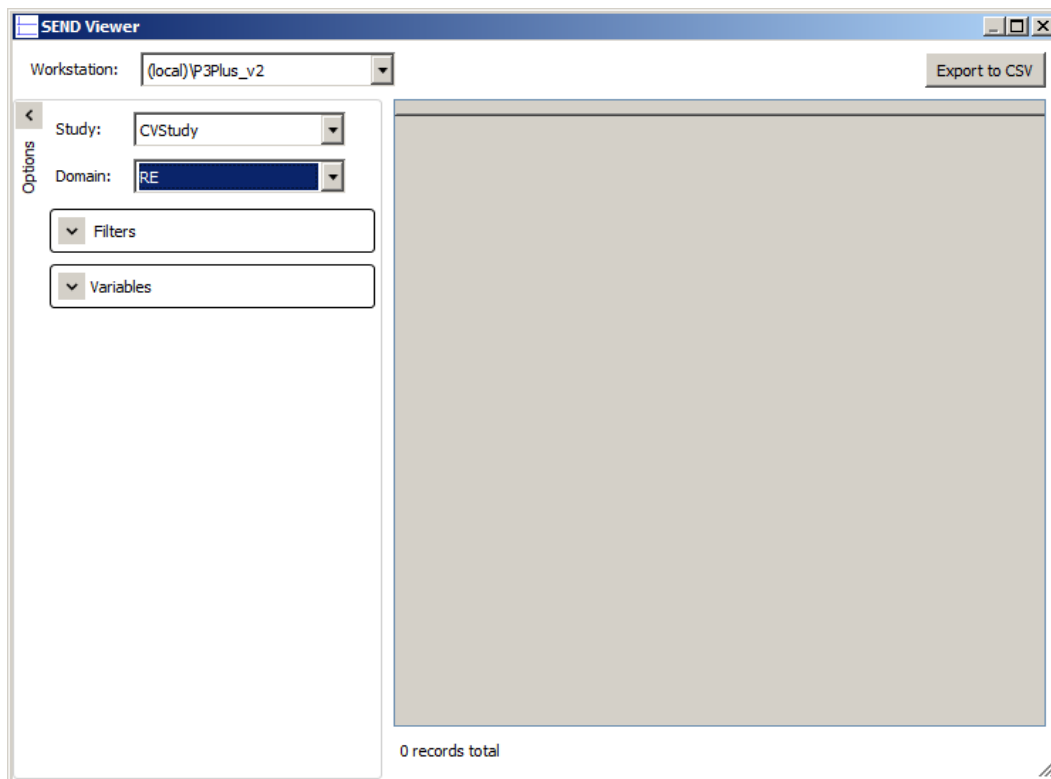 SEND Viewer
Workstation: (local)\P3Plus_v2 Export to CSV
Options
Study: CVStudy
Domain: RE
Filters
Variables
0 records total